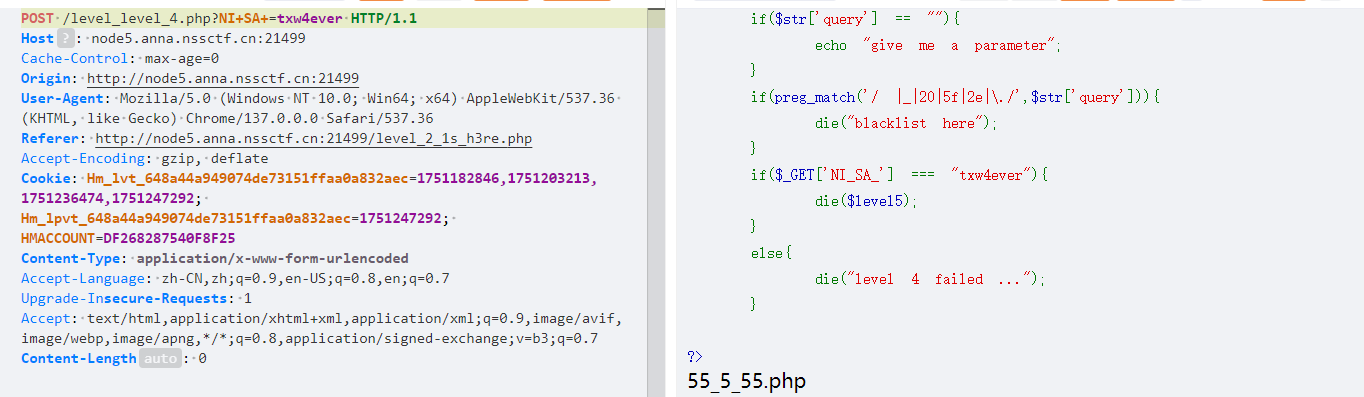 POST /level_level_4.php?NI+SA+=txw4ever HTTP/1.1
Host ? : node5.anna.nssctf.cn:21499
Cache-Control: max-age=0
Origin: http://node5.anna.nssctf.cn:21499
User-Agent: Mozilla/5.0 (Windows NT 10.0; Win64; x64) AppleWebKit/537.36
(KHTML, like Gecko) Chrome/137.0.0.0 Safari/537.36
Referer: http://node5.anna.nssctf.cn:21499/level_2_1s_h3re.php
Accept-Encoding: gzip, deflate
Cookie: Hm_lvt_648a44a949074de73151ffaa0a832aec=1751182846,1751203213,
1751236474,1751247292;
Hm_lpvt_648a44a949074de73151ffaa0a832aec=1751247292;
HMACCOUNT=DF268287540F8F25
Content-Type: application/x-www-form-urlencoded
Accept-Language: zh-CN,zh;q=0.9,en-US;q=0.8,en;q=0.7
Upgrade-Insecure-Requests: 1
Accept: text/html,application/xhtml+xml,application/xml;q=0.9,image/avif,
image/webp,image/apng,*/*;q=0.8,application/signed-exchange;v=b3;q=0.7
Content-Length auto : 0
if($str['query'] == ""){
echo "give me a parameter";
}
if(preg_match('/ |_|20|5f|2e|\./',$str['query'])){
die("blacklist here");
}
if($_GET['NI_SA_'] === "txw4ever"){
die($level5);
}
else{
die("level 4 failed ...");
}
?>
55_5_55.php